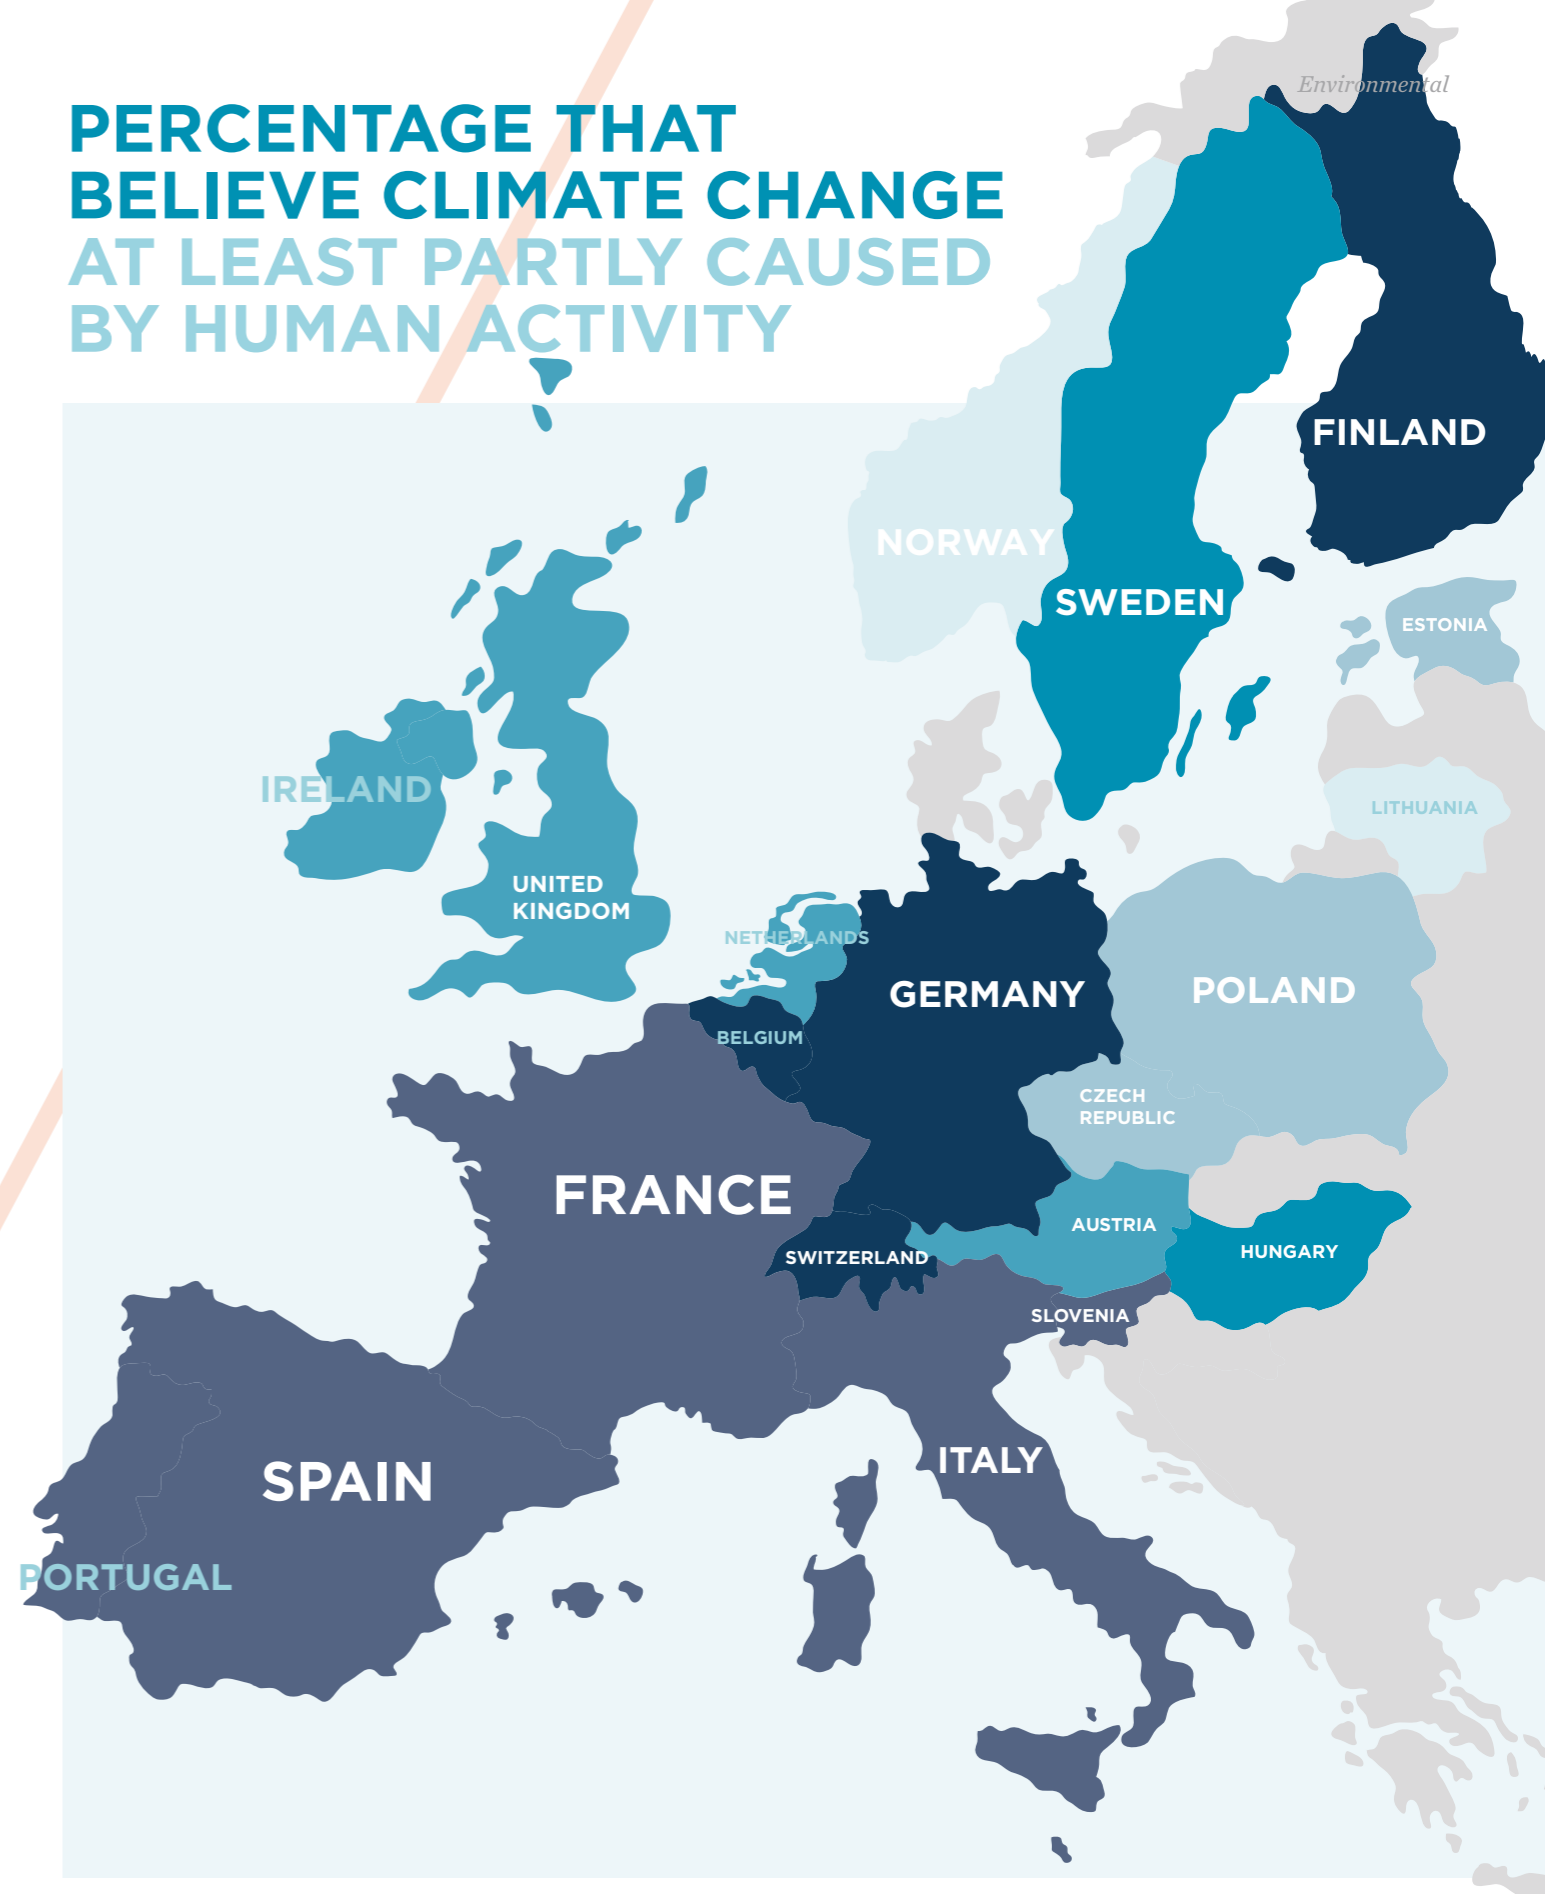 Environmental
PERCENTAGE THAT
BELIEVE CLIMATE CHANGE
AT LEAST PARTLY CAUSED
BY HUMAN ACTIVITY
FINLAND
NORWAY
SWEDEN
ESTONIA
IRELAND
LITHUANIA
UNITED
KINGDOM
NETHERLANDS
GERMANY
POLAND
BELGIUM
CZECH
REPUBLIC
FRANCE
AUSTRIA
SWITZERLAND
HUNGARY
SLOVENIA
ITALY
SPAIN
PORTUGAL